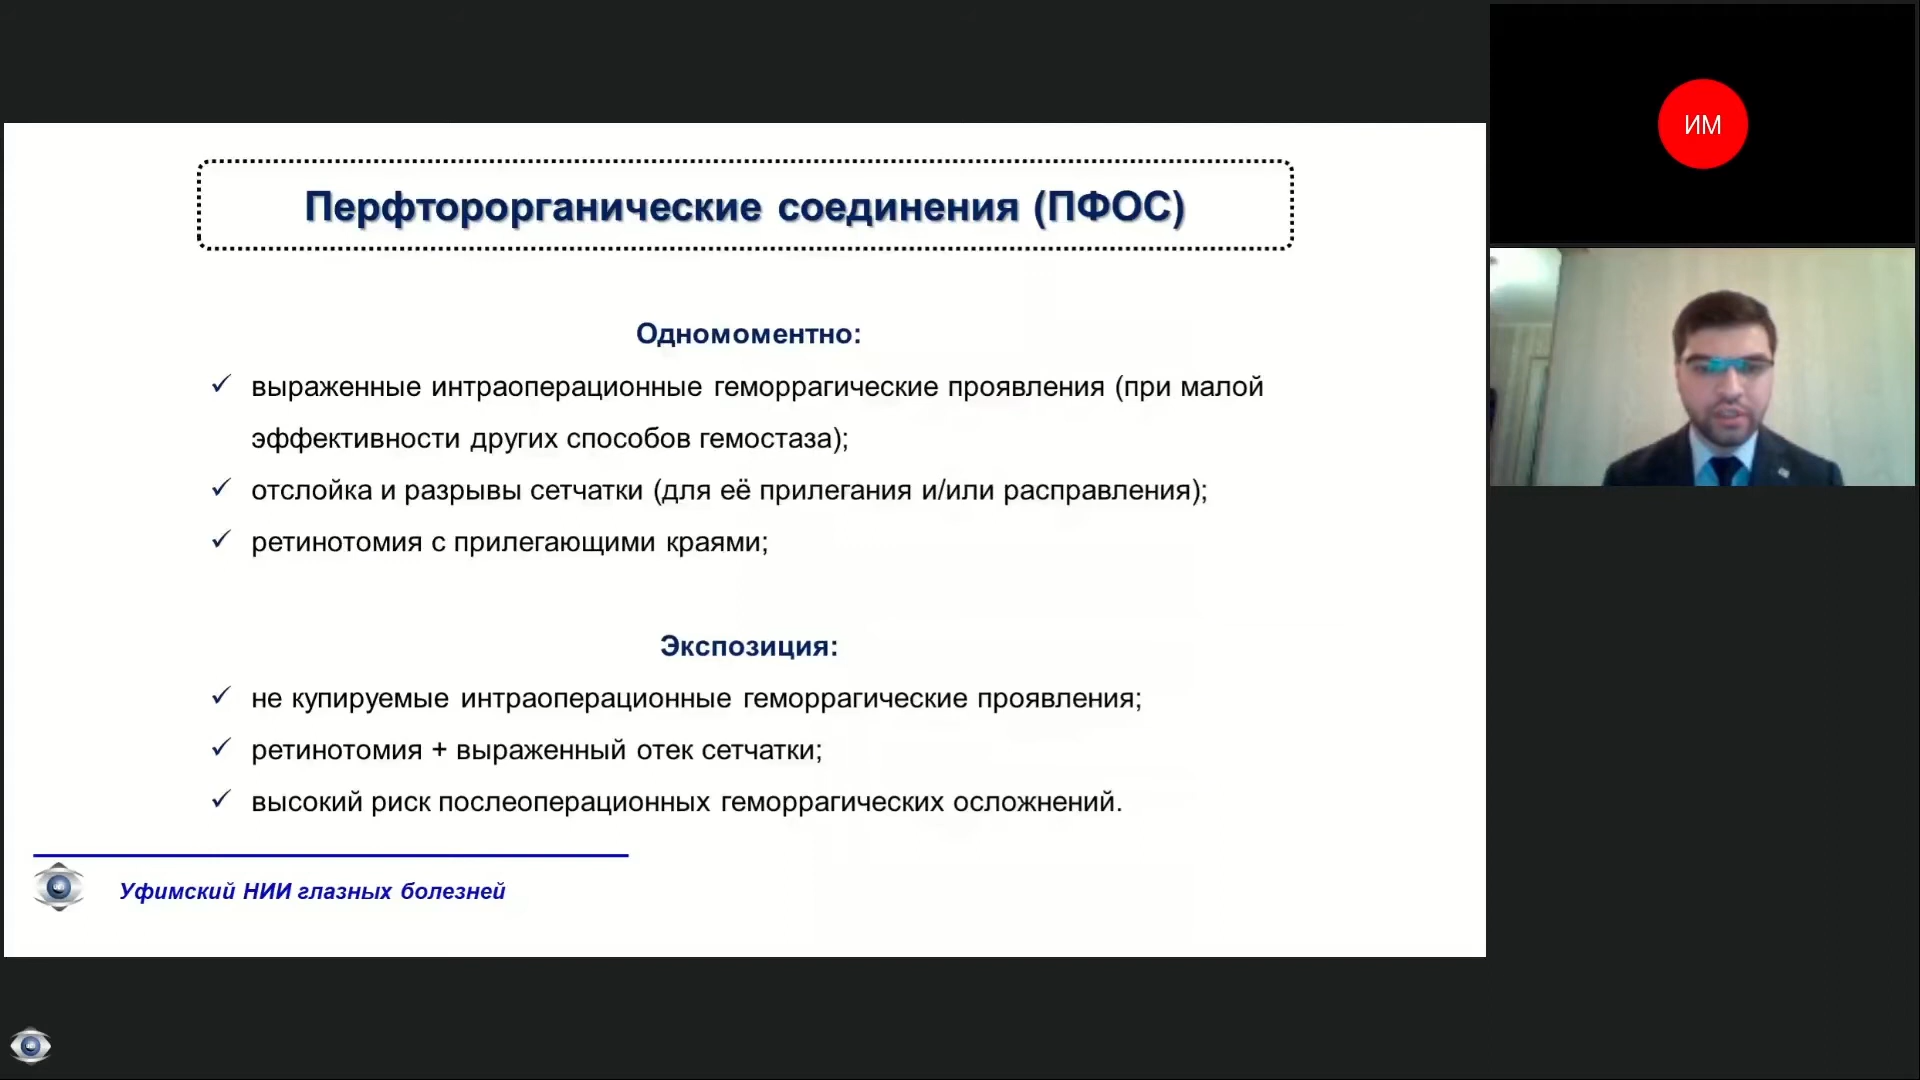 Перфторорганические соединения (ПФОС)
Одномоментно:
выраженные интраоперационные геморрагические проявления (при малой
эффективности других способов гемостаза);
отслойка и разрывы сетчатки (для её прилегания и/или расправления);
ретинотомия с прилегающими краями;
Экспозиция:
не купируемые интраоперационные геморрагические проявления;
ретинотомия + выраженный отек сетчатки;
высокий риск послеоперационных геморрагических осложнений.
Уфимский НИИ глазных болезней
ИМ